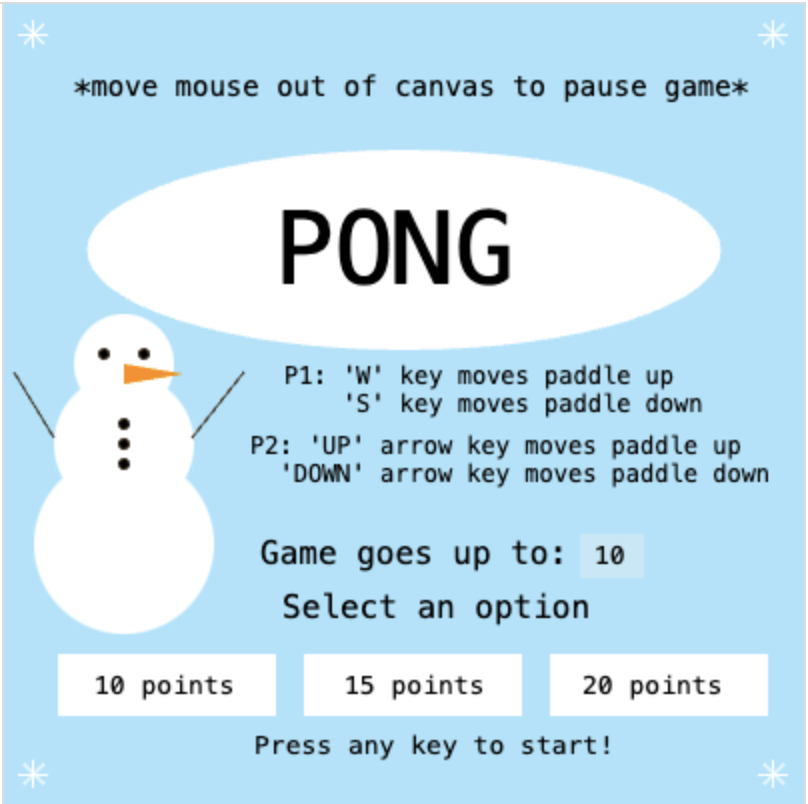 *move mouse out of canvas to pause game*
PONG
P1: 'W' key moves paddle up
'S' key moves paddle down
P2: 'UP' arrow key moves paddle up
'DOWN' arrow key moves paddle down
Game goes up to: 10
Select an option
10 points 15 points 20 points
Press any key to start!